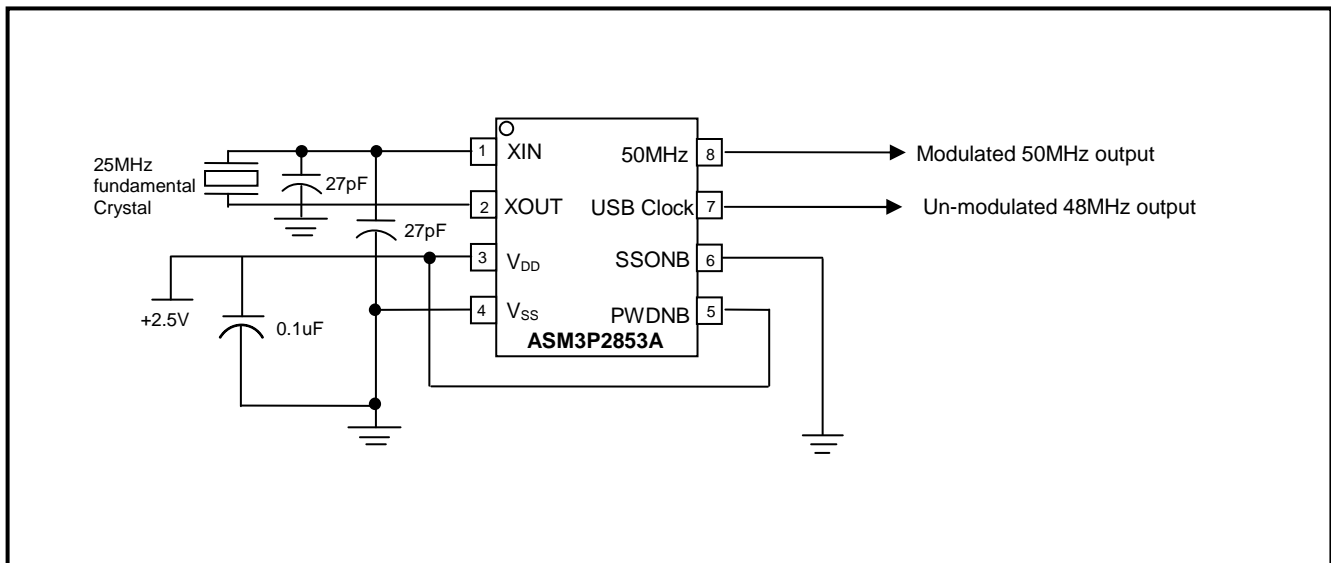 25MHz
fundamental
Crystal
27pF
27pF
+2.5V
0.1uF
1 XIN
2 XOUT
3 VDD
4 VSS
50MHz 8
USB Clock 7
SSONB 6
PWDNB 5
ASM3P2853A
Modulated 50MHz output
Un-modulated 48MHz output